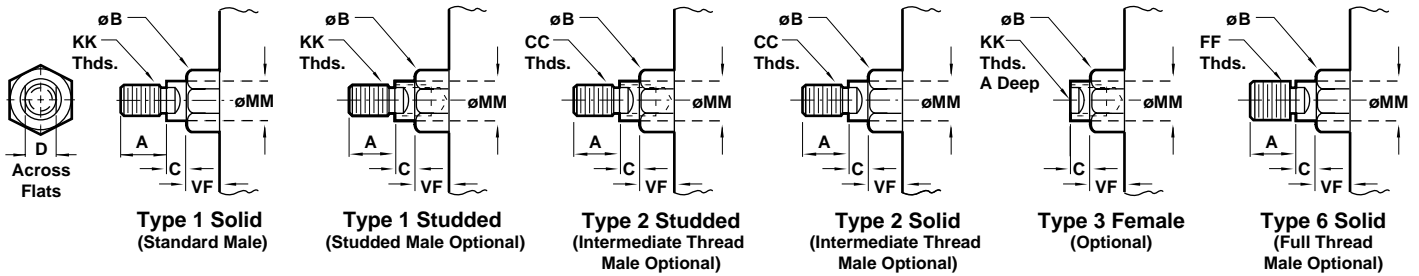 D
Across
Flats
øB
KK
Thds.
øMM
A
C
VF
Type 1 Solid
(Standard Male)
øB
KK
Thds.
øMM
A
C
VF
Type 1 Studded
(Studded Male Optional)
øB
CC
Thds.
øMM
A
C
VF
Type 2 Studded
(Intermediate Thread
Male Optional)
øB
CC
Thds.
øMM
A
C
VF
Type 2 Solid
(Intermediate Thread
Male Optional)
øB
KK
Thds.
A Deep
øMM
C
VF
Type 3 Female
(Optional)
øB
FF
Thds.
øMM
A
C
VF
Type 6 Solid
(Full Thread
Male Optional)